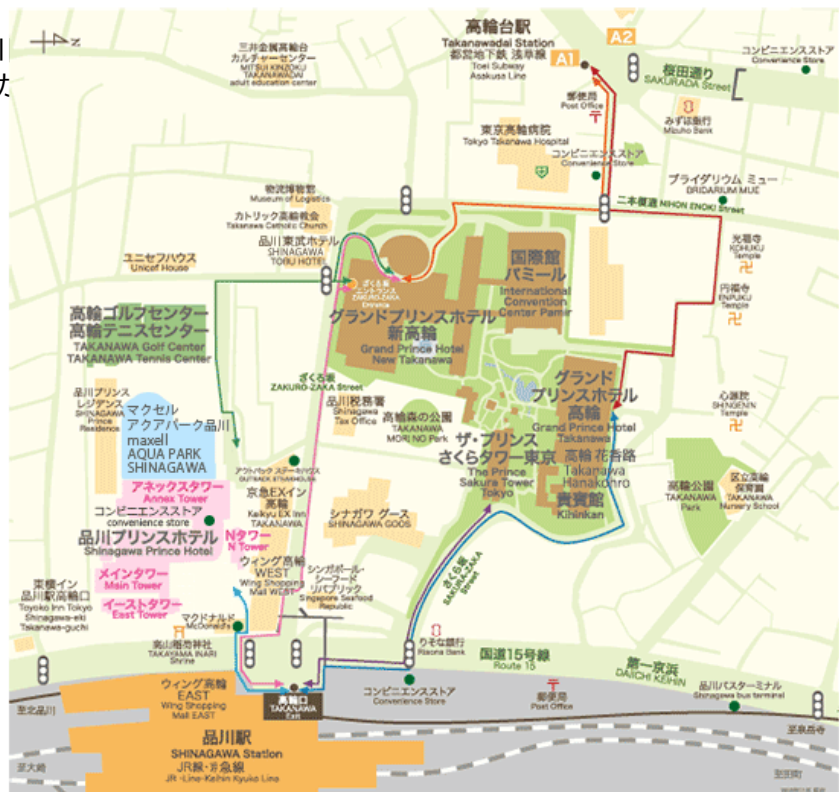 高輪台駅
Takanawadai Station
都営地下鉄 浅草線
Toei Subway
Asakusa Line
A1
A2
コンビニエンスストア
Convenience Store
桜田通り
SAKURADA Street
三井金属高輪台
カルチャーセンター
MITSUI KINZOKU
TAKANAWADAI
adult education center
郵便局
Post Office
みずほ銀行
Mizuho Bank
東京高輪病院
Tokyo Takanawa Hospital
コンビニエンスストア
Convenience Store
ブライダリウム ミュー
BRIDARIUM MUE
二本榎通 NIHON ENOKI Street
物流博物館
Museum of Logistics
カトリック高輪教会
Takanawa Catholic Church
品川東武ホテル
SHINAGAWA
TOBU HOTEL
ユニセフハウス
Unicef House
光福寺
KOHUKU
Temple
円福寺
ENPUKU
Temple
国際館
パミール
International
Convention
Center Pamir
ざくろ坂
エントランス
ZAKURO-ZAKA
Entrance
グランドプリンスホテル
新高輪
Grand Prince Hotel
New Takanawa
高輪ゴルフセンター
高輪テニスセンター
TAKANAWA Golf Center
TAKANAWA Tennis Center
ざくろ坂
ZAKURO-ZAKA Street
グランド
プリンスホテル
高輪
Grand Prince Hotel
Takanawa
品川プリンス
レジデンス
SHINAGAWA
Prince
Residence
マクセル
アクアパーク品川
maxell
AQUA PARK
SHINAGAWA
品川税務署
Shinagawa
Tax Office
高輪森の公園
TAKANAWA
MORI NO Park
ザ・プリンス
さくらタワー東京
The Prince
Sakura Tower
Tokyo
高輪 花香路
Takanawa
Hanakohro
貴賓館
Kihinkan
SHINGENIN
Temple
高輪公園
TAKANAWA
Park
区立高輪
保育園
TAKANAWA
Nursery School
アウトバック ステーキハウス
OUTBACK STEAKHOUSE
アネックスタワー
Annex Tower
コンビニエンスストア
convenience store
京急EXイン
高輪
Keikyu EX Inn
TAKANAWA
シナガワ グース
SHINAGAWA GOOS
品川プリンスホテル
Shinagawa Prince Hotel
Nタワー
N Tower
メインタワー
Main Tower
イーストタワー
East Tower
ウィング高輪
WEST
Wing Shopping
Mall WEST
シンガポール・
シーフード
リパブリック
Singapore Seafood
Republic
さくら坂
SAKURA-ZAKA
Street
東横イン
品川駅高輪口
Toyoko Inn Tokyo
Shinagawa-eki
Takanawa-guchi
マクドナルド
McDonald's
高山稲荷神社
TAKAYAMA INARI
Shrine
りそな銀行
Resona Bank
国道15号線
Route 15
第一京浜
DAIICHI KEIHIN
ウィング高輪
EAST
Wing Shopping
Mall EAST
高輪口
TAKANAWA
Exit
コンビニエンスストア
Convenience Store
郵便局
Post Office
品川バスターミナル
Shinagawa bus terminal
至北品川
至泉岳寺
品川駅
SHINAGAWA Station
JR線・京急線
JR -Line・Keihin Kyuko Line
至大崎
至田町